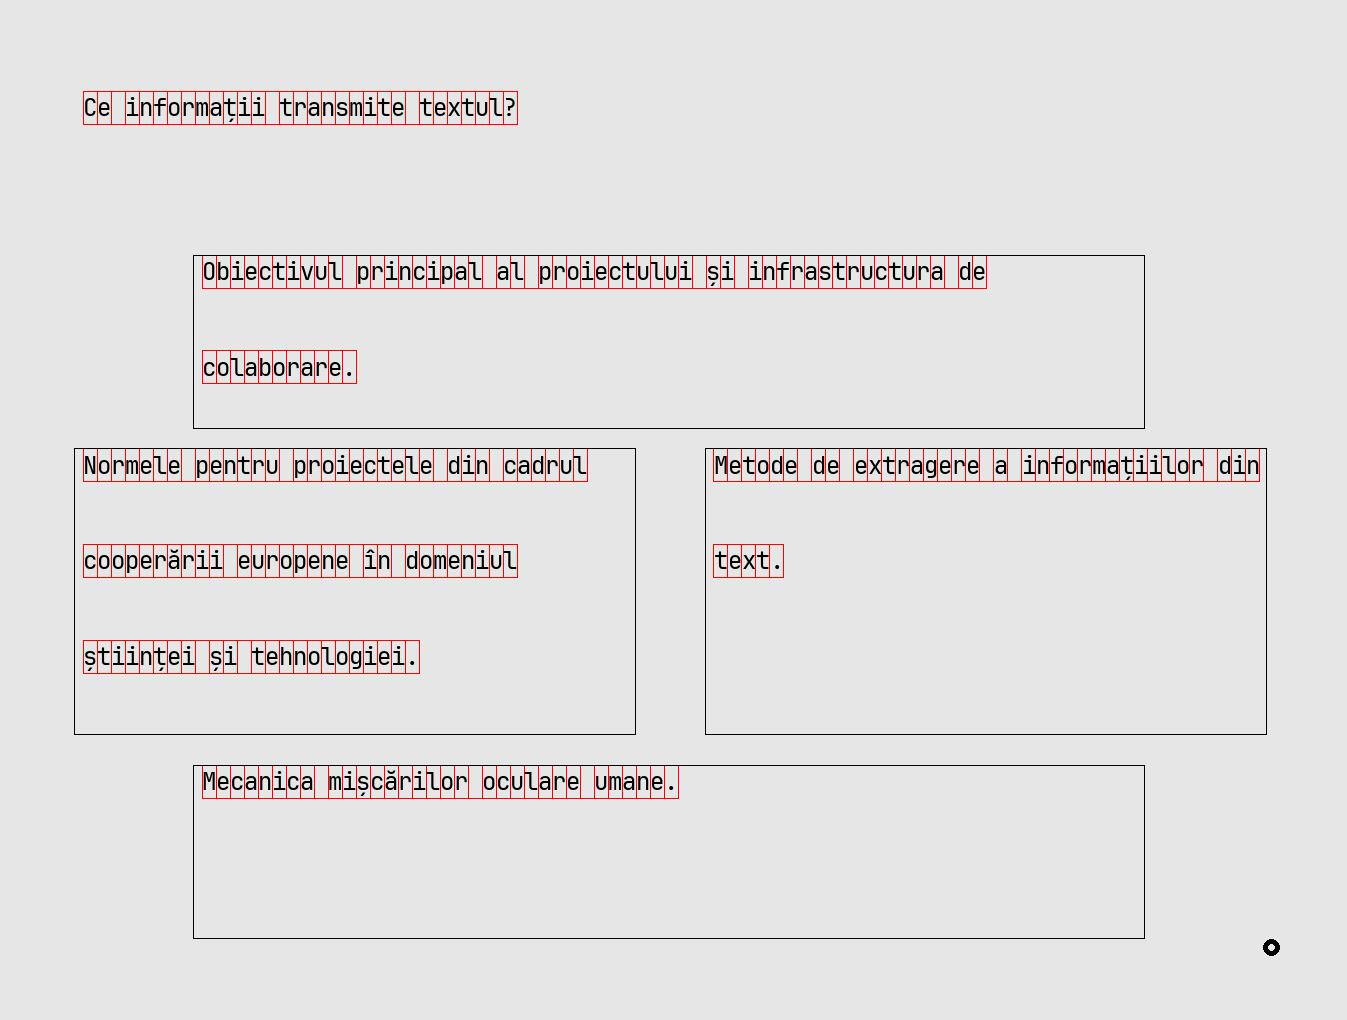 Ce informații transmite textul?
Obiectivul principal al proiectului și infrastructura de
colaborare.
Normele pentru proiectele din cadrul
cooperării europene în domeniul
științei și tehnologiei.
Metode de extragere a informațiilor din
text.
Mecanica mișcărilor oculare umane.